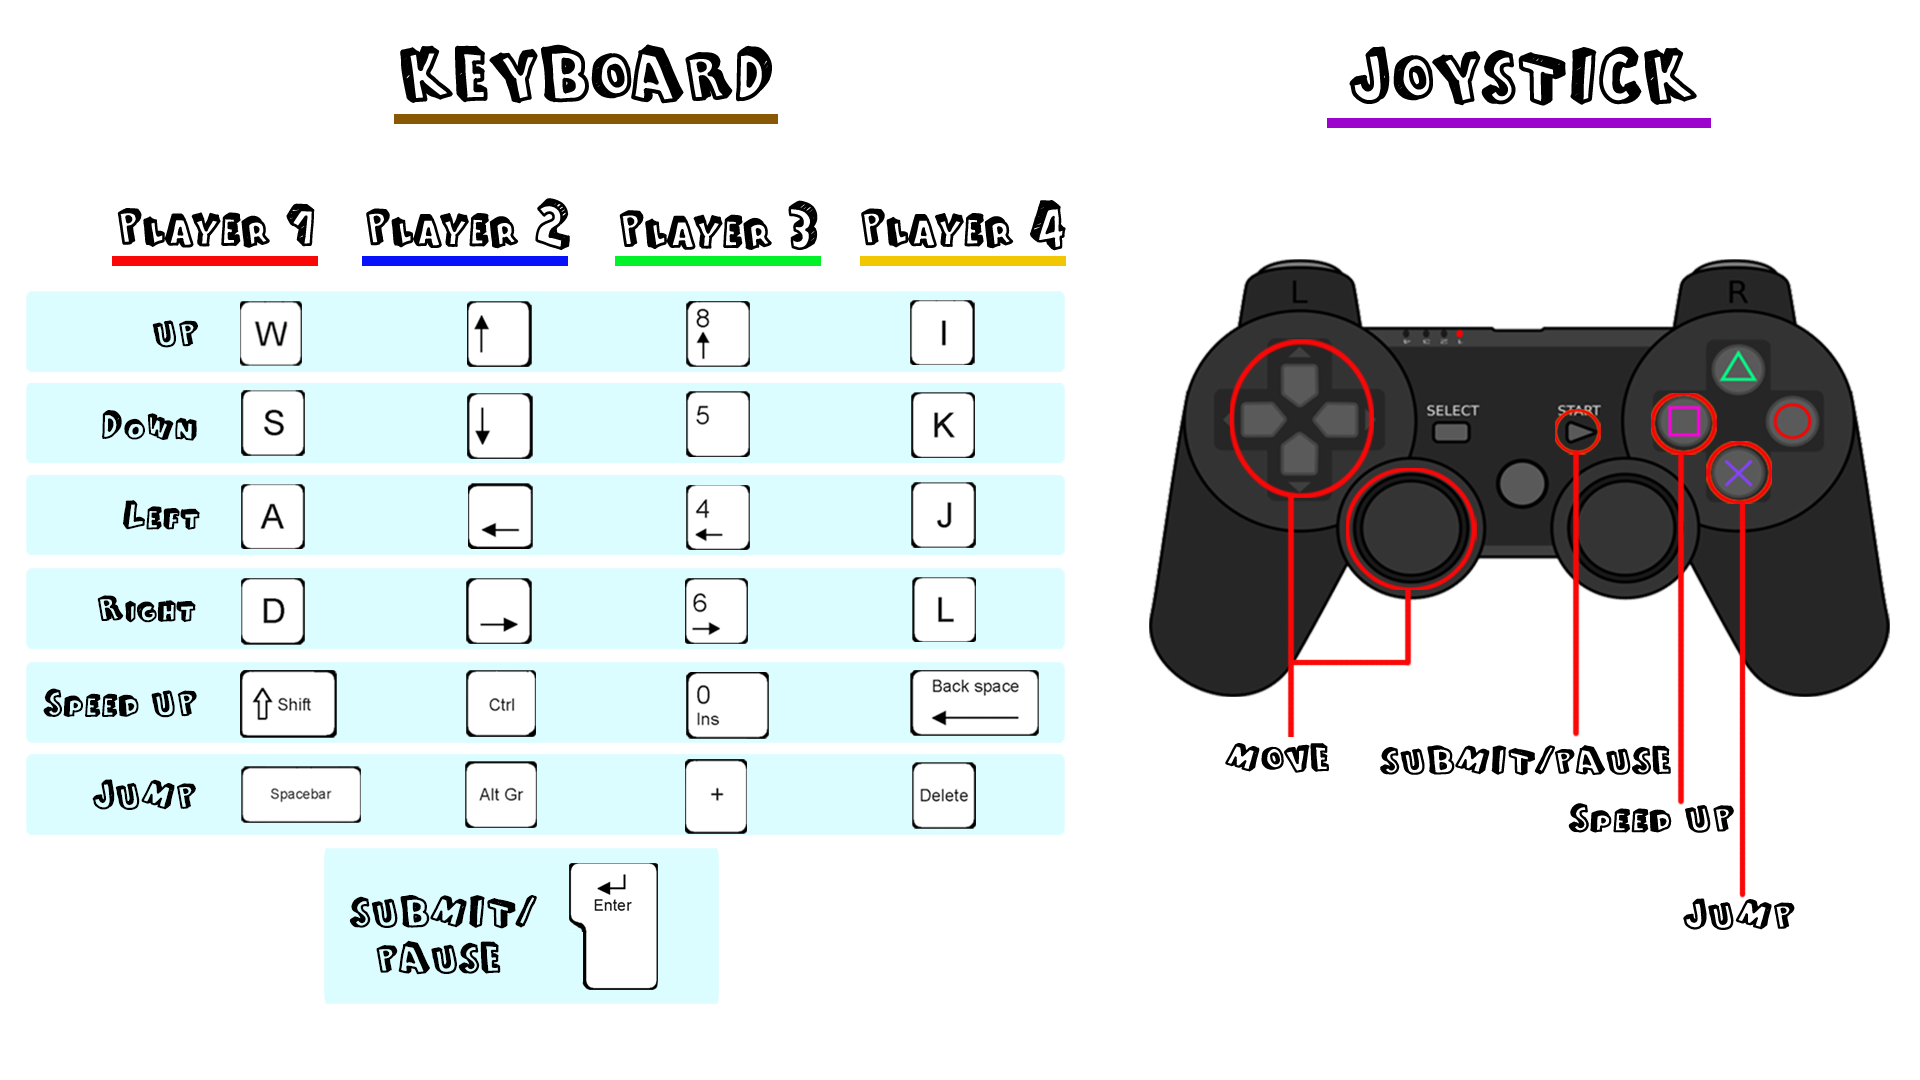 KEYBOARD
JOYSTICK
PLAYER 1 PLAYER 2 PLAYER 3 PLAYER 4
UP W ↑ 8 ↑ I
DOWN S ↓ 5 K
LEFT A ← 4 ← J
RIGHT D → 6 → L
SPEED UP ⇧ Shift Ctrl 0 Ins Back space ←
JUMP Spacebar Alt Gr + Delete
SUBMIT/
PAUSE
↵
Enter
L R
SELECT START
MOVE SUBMIT/PAUSE
SPEED UP
JUMP